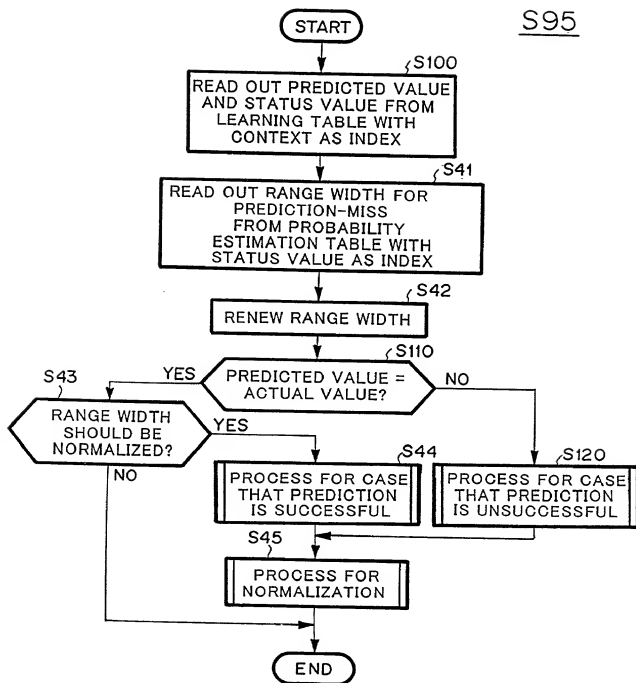 START
S95
S100
READ OUT PREDICTED VALUE
AND STATUS VALUE FROM
LEARNING TABLE WITH
CONTEXT AS INDEX
S41
READ OUT RANGE WIDTH FOR
PREDICTION-MISS
FROM PROBABILITY
ESTIMATION TABLE WITH
STATUS VALUE AS INDEX
S42
RENEW RANGE WIDTH
S110
PREDICTED VALUE =
ACTUAL VALUE?
YES
NO
S43
RANGE WIDTH
SHOULD BE
NORMALIZED?
YES
NO
S44
PROCESS FOR CASE
THAT PREDICTION
IS SUCCESSFUL
S120
PROCESS FOR CASE
THAT PREDICTION
IS UNSUCCESSFUL
S45
PROCESS FOR
NORMALIZATION
END